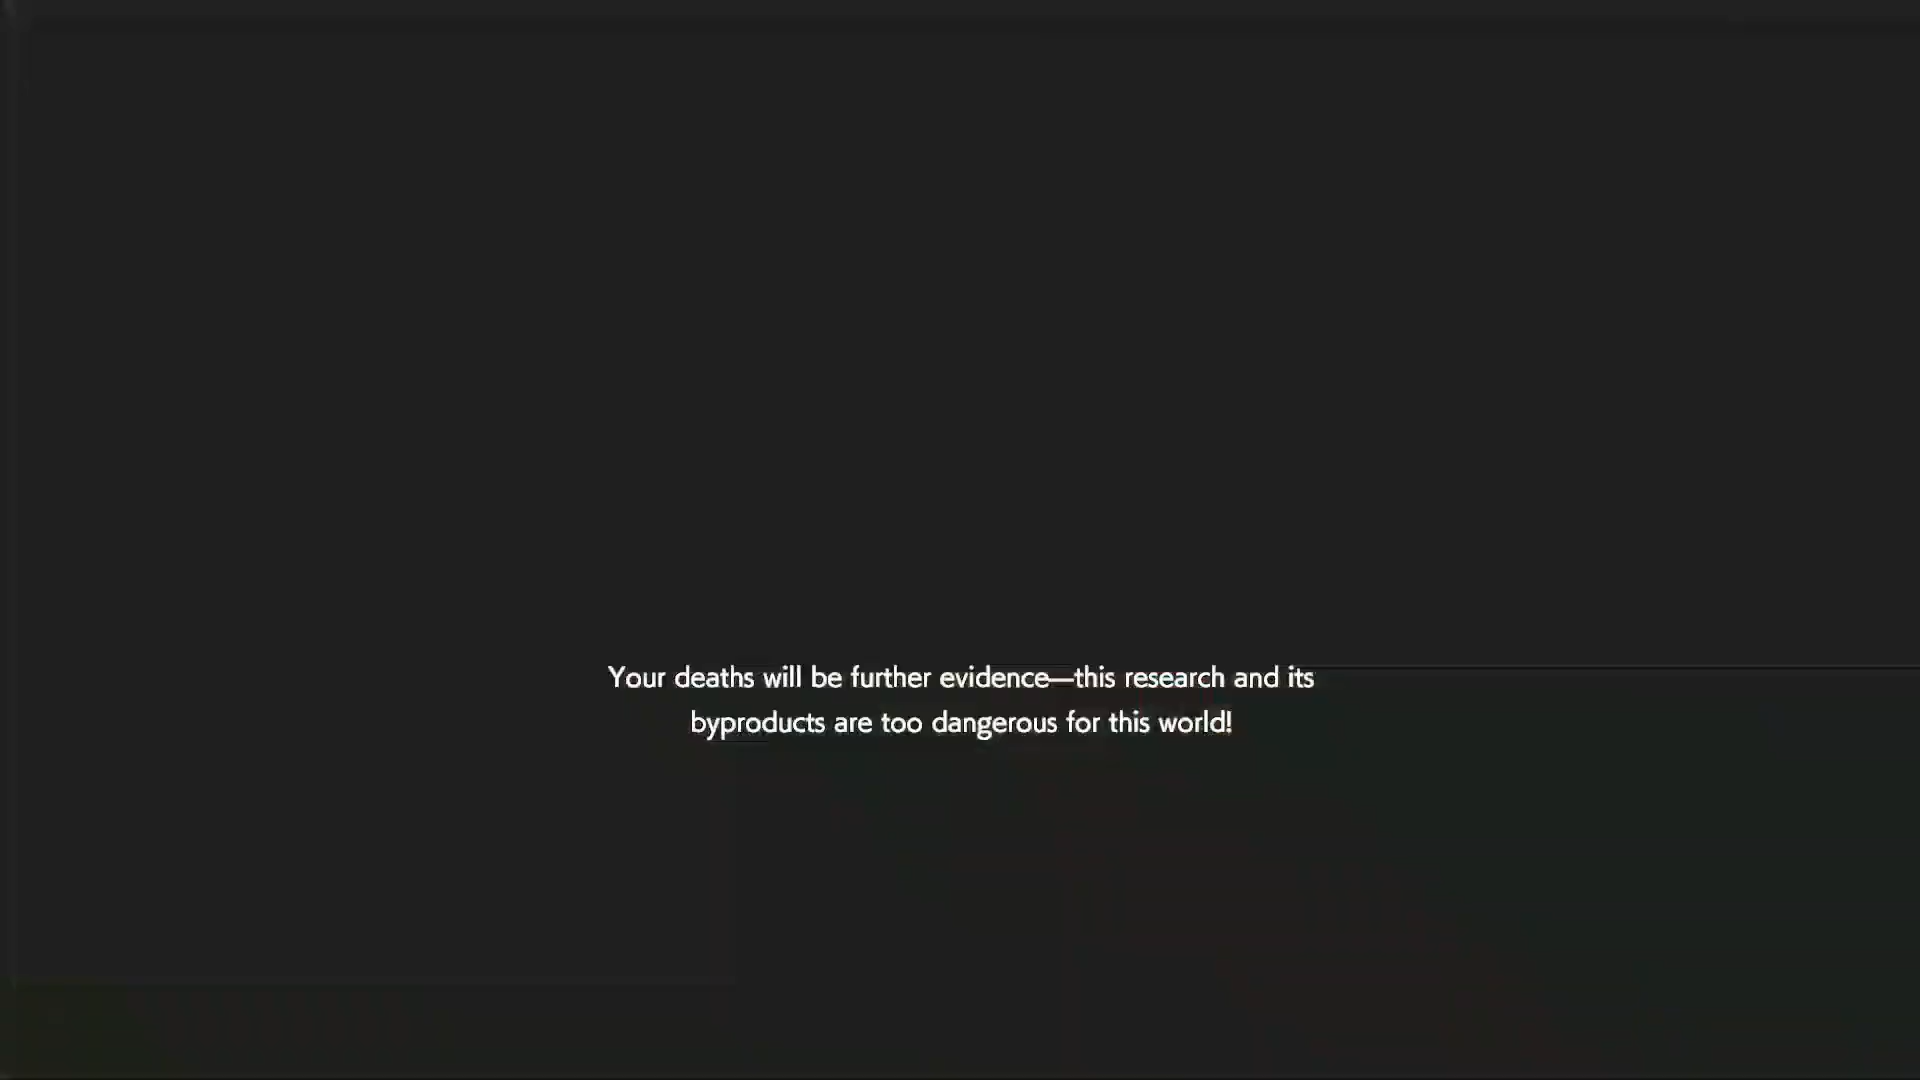 Your deaths will be further evidence—this research and its
byproducts are too dangerous for this world!